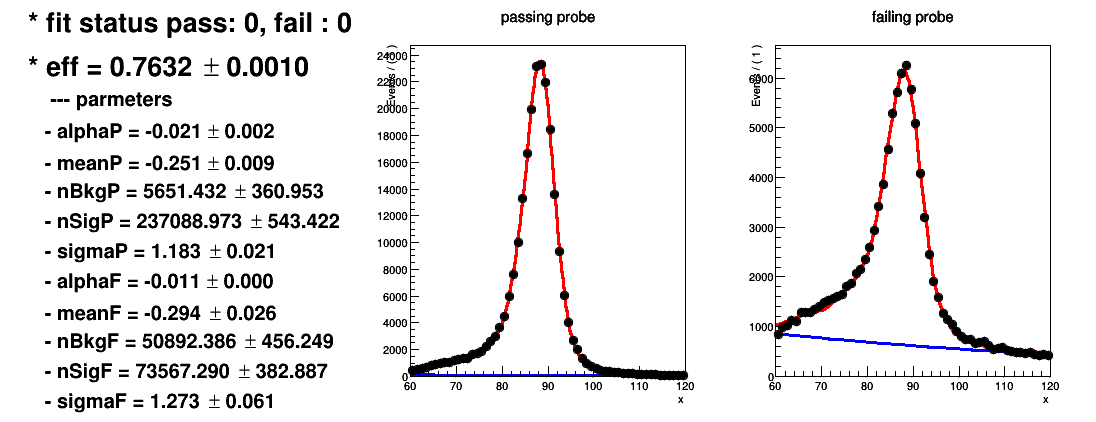 * fit status pass: 0, fail : 0
* eff = 0.7632 ± 0.0010
--- parmeters
- alphaP = -0.021 ± 0.002
- meanP = -0.251 ± 0.009
- nBkgP = 5651.432 ± 360.953
- nSigP = 237088.973 ± 543.422
- sigmaP = 1.183 ± 0.021
- alphaF = -0.011 ± 0.000
- meanF = -0.294 ± 0.026
- nBkgF = 50892.386 ± 456.249
- nSigF = 73567.290 ± 382.887
- sigmaF = 1.273 ± 0.061
passing probe
Events / ( 1 )
24000
22000
20000
18000
16000
14000
12000
10000
8000
6000
4000
2000
0
60 70 80 90 100 110 120
x
failing probe
Events / ( 1 )
6000
5000
4000
3000
2000
1000
0
60 70 80 90 100 110 120
x